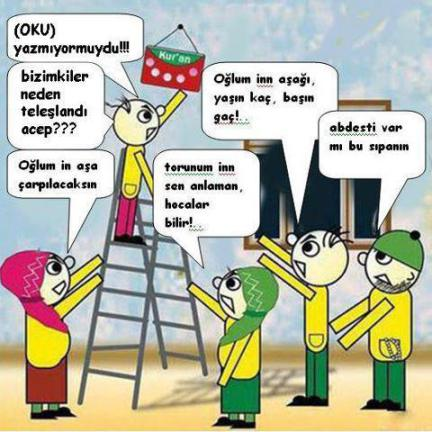 (OKU)
yazmıyormuydu!!!
Kur'an
bizimkiler
neden
teleşlandı
acep???
Oğlum inn aşağı,
yaşın kaç, başın
gaç!..
abdesti var
mı bu sıpanın
Oğlum in aşa
çarpılacaksın
torunum inn
sen anlaman,
hocalar
bilir!..